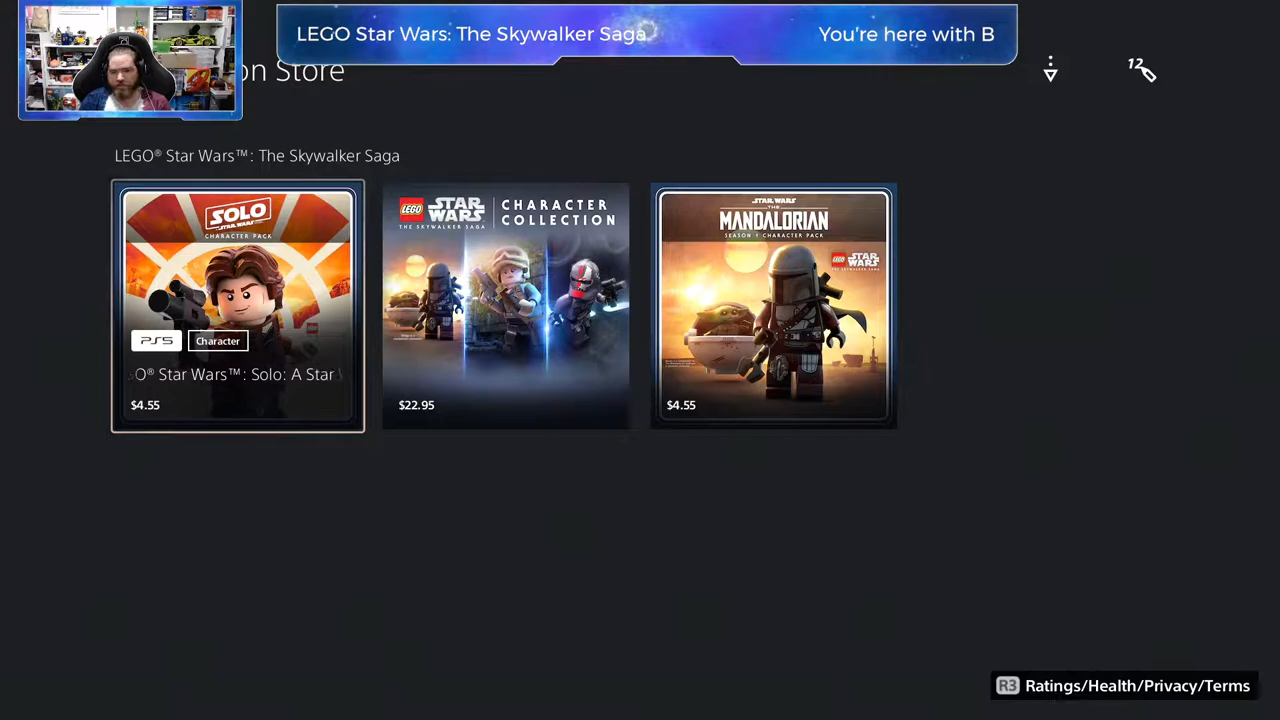 LEGO Star Wars: The Skywalker Saga
You're here with B
on Store
12
LEGO® Star Wars™: The Skywalker Saga
SOLO
A STAR WARS STORY
CHARACTER PACK
PS5
Character
O® Star Wars™: Solo: A Star
$4.55
LEGO
STAR WARS
THE SKYWALKER SAGA
CHARACTER COLLECTION
$22.95
STAR WARS
THE
MANDALORIAN
SEASON 1 CHARACTER PACK
LEGO
STAR WARS
THE SKYWALKER SAGA
$4.55
R3 Ratings/Health/Privacy/Terms